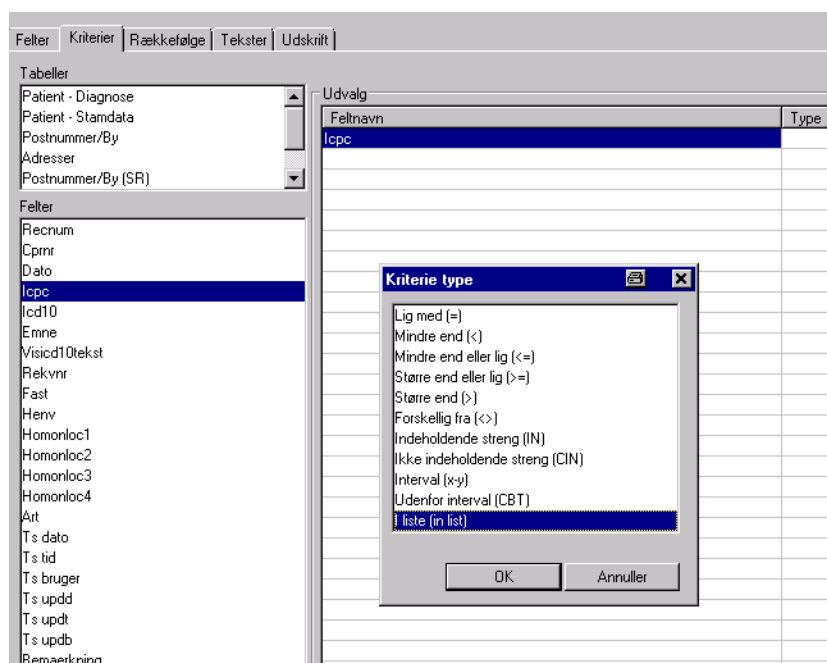 Felter Kriterier Rækkefølge Tekster Udskrift
Tabeller
Patient - Diagnose
Patient - Stamdata
Postnummer/By
Adresser
Postnummer/By (SR)
Felter
Recnum
Cprnr
Dato
Icpc
Icd10
Emne
Visicd10tekst
Rekvnr
Fast
Henv
Homonloc1
Homonloc2
Homonloc3
Homonloc4
Art
Ts dato
Ts tid
Ts bruger
Ts updd
Ts updt
Ts updb
Bemaerkning
Udvalg
Feltnavn Type
Icpc
Kriterie type
Lig med (=)
Mindre end (<)
Mindre end eller lig (<=)
Større end eller lig (>=)
Større end (>)
Forskellig fra (<>)
Indeholdende streng (IN)
Ikke indeholdende streng (CIN)
Interval (x-y)
Udenfor interval (CBT)
I liste (in list)
OK Annuller